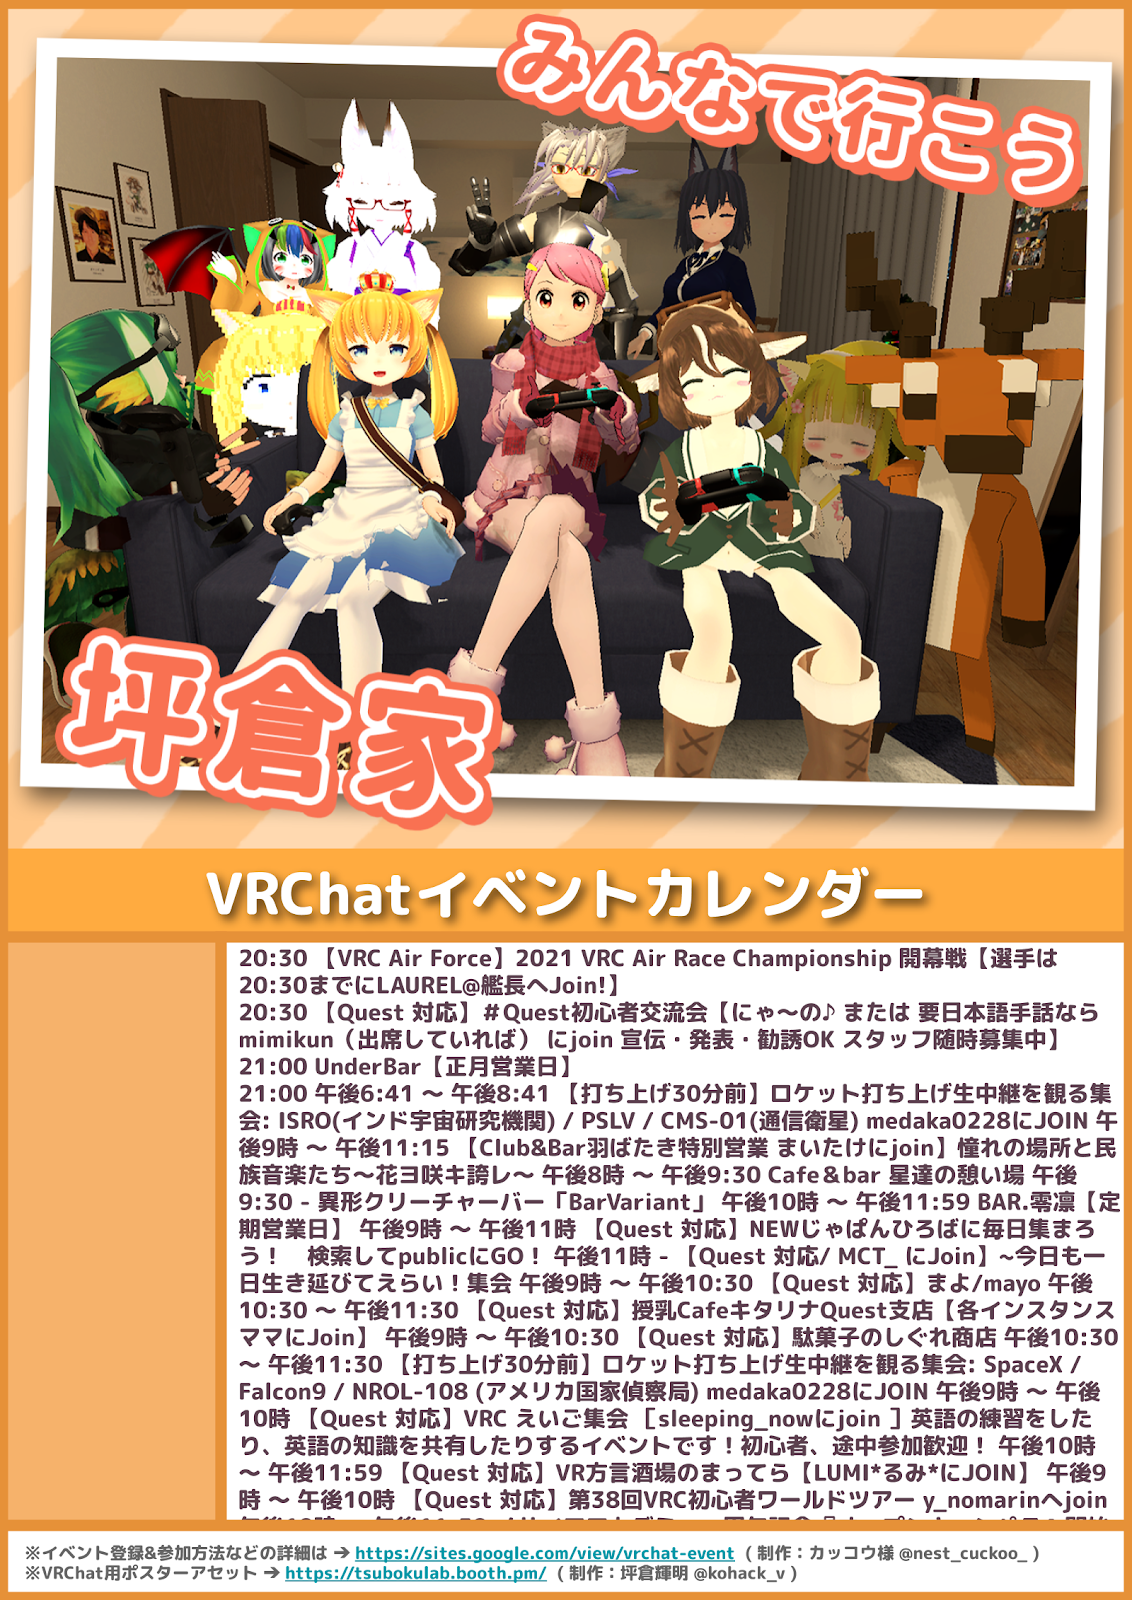 みんなで行こう
坪倉家
VRChatイベントカレンダー
20:30 【VRC Air Force】2021 VRC Air Race Championship 開幕戦【選手は
20:30までにLAUREL@艦長へJoin!】
20:30 【Quest 対応】#Quest初心者交流会【にゃ～の♪ または 要日本語手話なら
mimikun（出席していれば） にjoin 宣伝・発表・勧誘OK スタッフ随時募集中】
21:00 UnderBar【正月営業日】
21:00 午後6:41 ～ 午後8:41 【打ち上げ30分前】ロケット打ち上げ生中継を観る集
会: ISRO(インド宇宙研究機関) / PSLV / CMS-01(通信衛星) medaka0228にJOIN 午
後9時 ～ 午後11:15 【Club&Bar羽ばたき特別営業 まいたけにjoin】憧れの場所と民
族音楽たち～花ヨ咲キ誇レ～ 午後8時 ～ 午後9:30 Cafe＆bar 星達の憩い場 午後
9:30 - 異形クリーチャーバー「BarVariant」 午後10時 ～ 午後11:59 BAR.零凛【定
期営業日】 午後9時 ～ 午後11時 【Quest 対応】NEWじゃぱんひろばに毎日集まろ
う！　検索してpublicにGO！ 午後11時 - 【Quest 対応/ MCT_ にJoin】~今日も一
日生き延びてえらい！集会 午後9時 ～ 午後10:30 【Quest 対応】まよ/mayo 午後
10:30 ～ 午後11:30 【Quest 対応】授乳CafeキタリナQuest支店【各インスタンス
ママにJoin】 午後9時 ～ 午後10:30 【Quest 対応】駄菓子のしぐれ商店 午後10:30
～ 午後11:30 【打ち上げ30分前】ロケット打ち上げ生中継を観る集会: SpaceX /
Falcon9 / NROL-108 (アメリカ国家偵察局) medaka0228にJOIN 午後9時 ～ 午後
10時 【Quest 対応】VRC えいご集会 ［sleeping_nowにjoin ］英語の練習をした
り、英語の知識を共有したりするイベントです！初心者、途中参加歓迎！ 午後10時
～ 午後11:59 【Quest 対応】VR方言酒場のまってら【LUMI*るみ*にJOIN】 午後9
時 ～ 午後10時 【Quest 対応】第38回VRC初心者ワールドツアー y_nomarinへjoin
※イベント登録&参加方法などの詳細は → https://sites.google.com/view/vrchat-event ( 制作：カッコウ様 @nest_cuckoo_ )
※VRChat用ポスターアセット → https://tsubokulab.booth.pm/ ( 制作：坪倉輝明 @kohack_v )